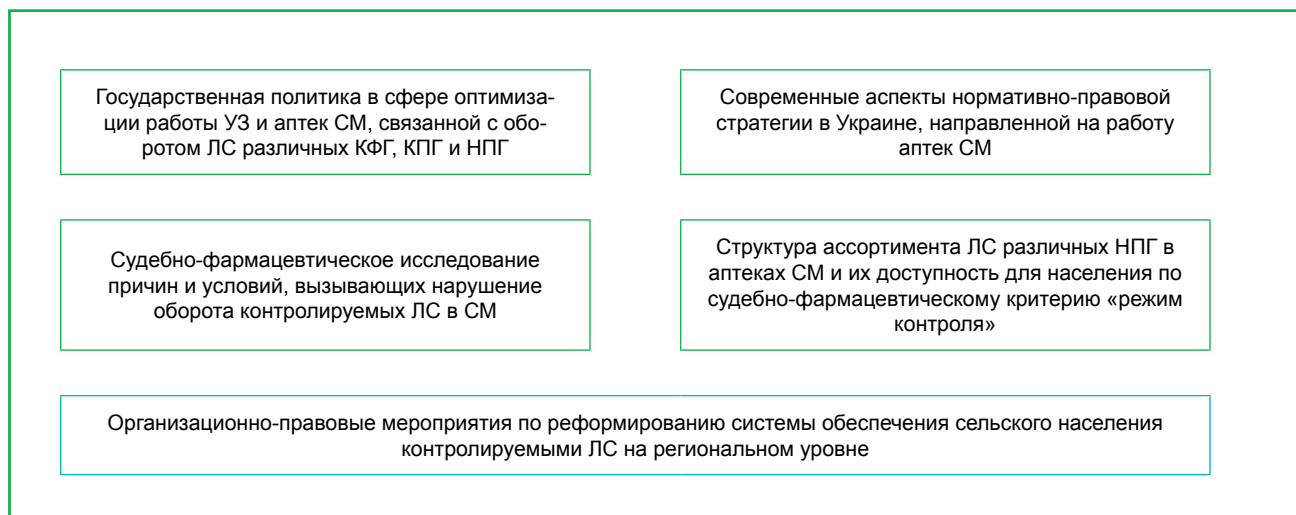 Государственная политика в сфере оптимиза-
ции работы УЗ и аптек СМ, связанной с обо-
ротом ЛС различных КФГ, КПГ и НПГ
Современные аспекты нормативно-правовой
стратегии в Украине, направленной на работу
аптек СМ
Судебно-фармацевтическое исследование
причин и условий, вызывающих нарушение
оборота контролируемых ЛС в СМ
Структура ассортимента ЛС различных НПГ в
аптеках СМ и их доступность для населения по
судебно-фармацевтическому критерию «режим
контроля»
Организационно-правовые мероприятия по реформированию системы обеспечения сельского населения
контролируемыми ЛС на региональном уровне